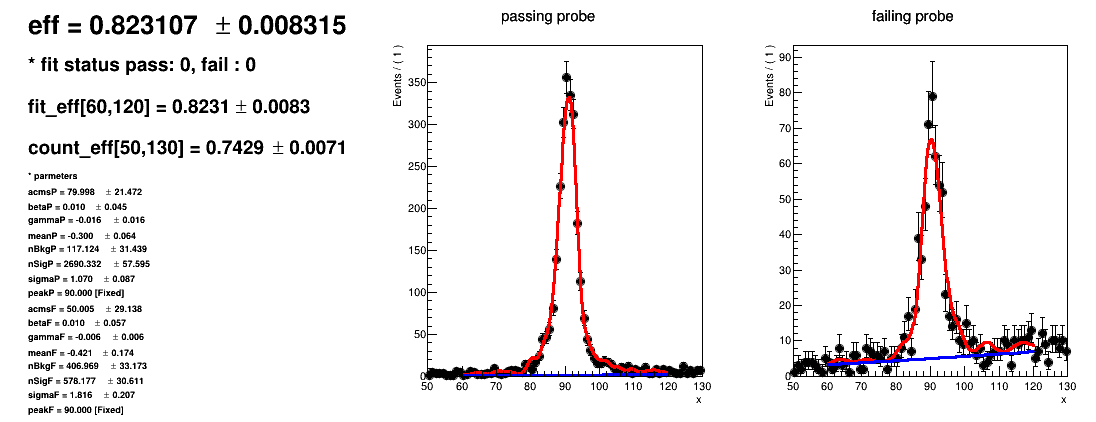 eff = 0.823107 ± 0.008315
* fit status pass: 0, fail : 0
fit_eff[60,120] = 0.8231 ± 0.0083
count_eff[50,130] = 0.7429 ± 0.0071
* parmeters
acmsP = 79.998 ± 21.472
betaP = 0.010 ± 0.045
gammaP = -0.016 ± 0.016
meanP = -0.300 ± 0.064
nBkgP = 117.124 ± 31.439
nSigP = 2690.332 ± 57.595
sigmaP = 1.070 ± 0.087
peakP = 90.000 [Fixed]
acmsF = 50.005 ± 29.138
betaF = 0.010 ± 0.057
gammaF = -0.006 ± 0.006
meanF = -0.421 ± 0.174
nBkgF = 406.969 ± 33.173
nSigF = 578.177 ± 30.611
sigmaF = 1.816 ± 0.207
peakF = 90.000 [Fixed]
passing probe
Events / ( 1 )
350
300
250
200
150
100
50
0
50 60 70 80 90 100 110 120 130
x
failing probe
Events / ( 1 )
90
80
70
60
50
40
30
20
10
0
50 60 70 80 90 100 110 120 130
x